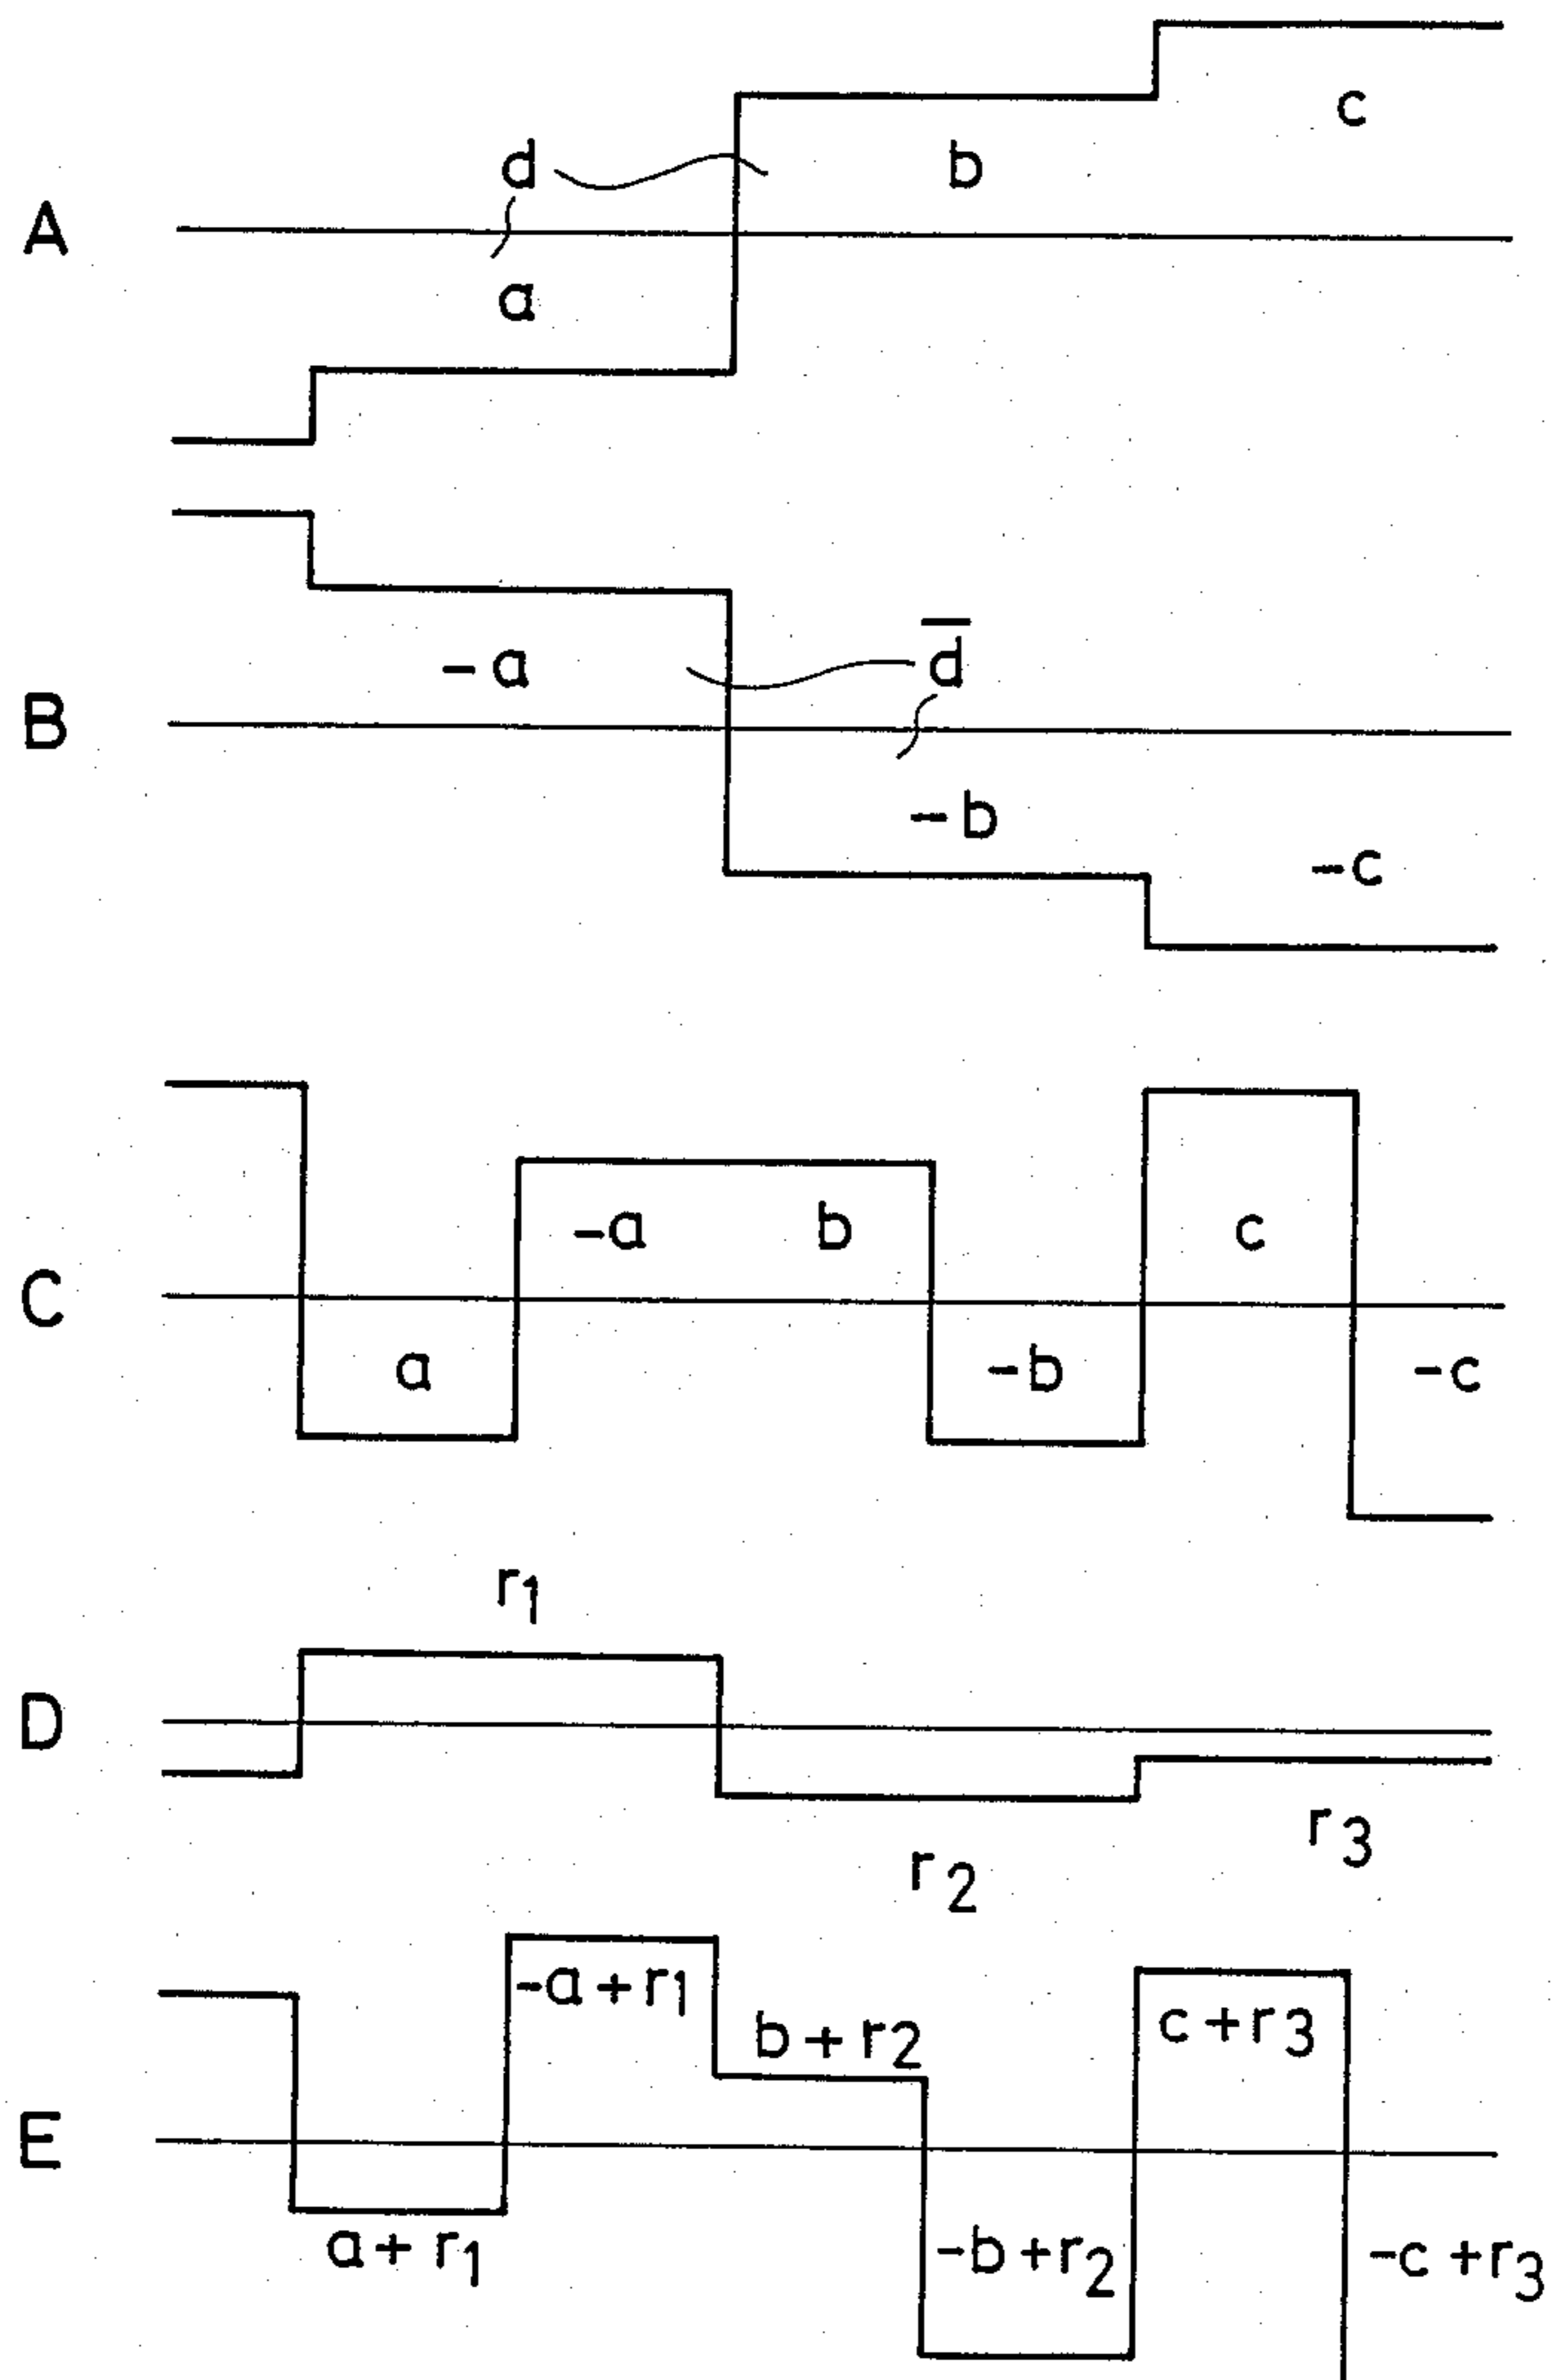 c
d
b
A
a
d̅
-a
B
-b
-c
-a b c
C
a -b -c
r1
D
r3
r2
-a+r1
c+r3
b+r2
E
a+r1 -b+r2 -c+r3